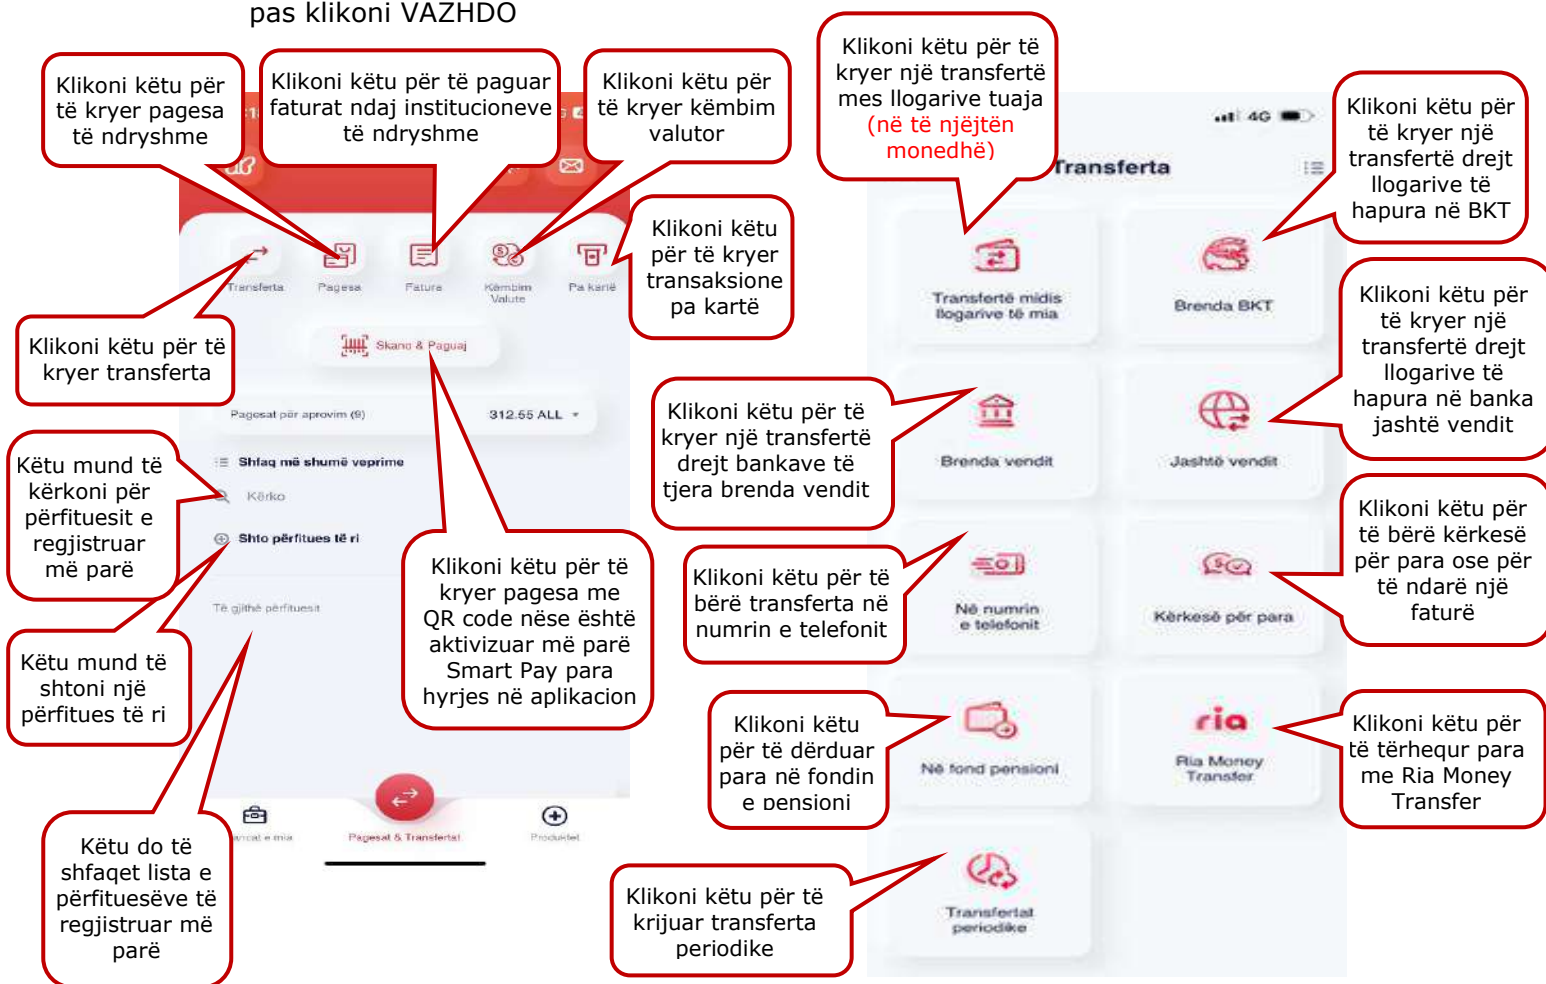 pas klikoni VAZHDO
Klikoni këtu për
të kryer pagesa
të ndryshme
Klikoni këtu për të paguar
faturat ndaj institucioneve
të ndryshme
Klikoni këtu për
të kryer këmbim
valutor
Klikoni këtu
për të kryer
transaksione
pa kartë
Transferta
Pagesa
Fatura
Këmbim
Valute
Pa kartë
Klikoni këtu për të
kryer transferta
Skano & Paguaj
Pagesat për aprovim (9)
312.55 ALL
Shfaq më shumë veprime
Kërko
Shto përfitues të ri
Të gjithë përfituesit
Këtu mund të
kërkoni për
përfituesit e
regjistruar
më parë
Këtu mund të
shtoni një
përfitues të ri
Klikoni këtu për të
kryer pagesa me
QR code nëse është
aktivizuar më parë
Smart Pay para
hyrjes në aplikacion
Këtu do të
shfaqet lista e
përfituesëve të
regjistruar më
parë
e mia
Pagesat & Transfertat
Produktet
Klikoni këtu për të
kryer një transfertë
mes llogarive tuaja
(në të njëjtën
monedhë)
4G
Transferta
Klikoni këtu për
të kryer një
transfertë drejt
llogarive të
hapura në BKT
Transfertë midis
llogarive të mia
Brenda BKT
Klikoni këtu për
të kryer një
transfertë drejt
llogarive të
hapura në banka
jashtë vendit
Klikoni këtu për të
kryer një transfertë
drejt bankave të
tjera brenda vendit
Brenda vendit
Jashtë vendit
Klikoni këtu për
të bërë kërkesë
për para ose për
të ndarë një
faturë
Klikoni këtu për të
bërë transferta në
numrin e telefonit
Në numrin
e telefonit
Kërkesë për para
Klikoni këtu
për të dërduar
para në fondin
e pensioni
Në fond pensioni
ria
Ria Money
Transfer
Klikoni këtu për
të tërhequr para
me Ria Money
Transfer
Klikoni këtu për të
krijuar transferta
periodike
Transfertat
periodike